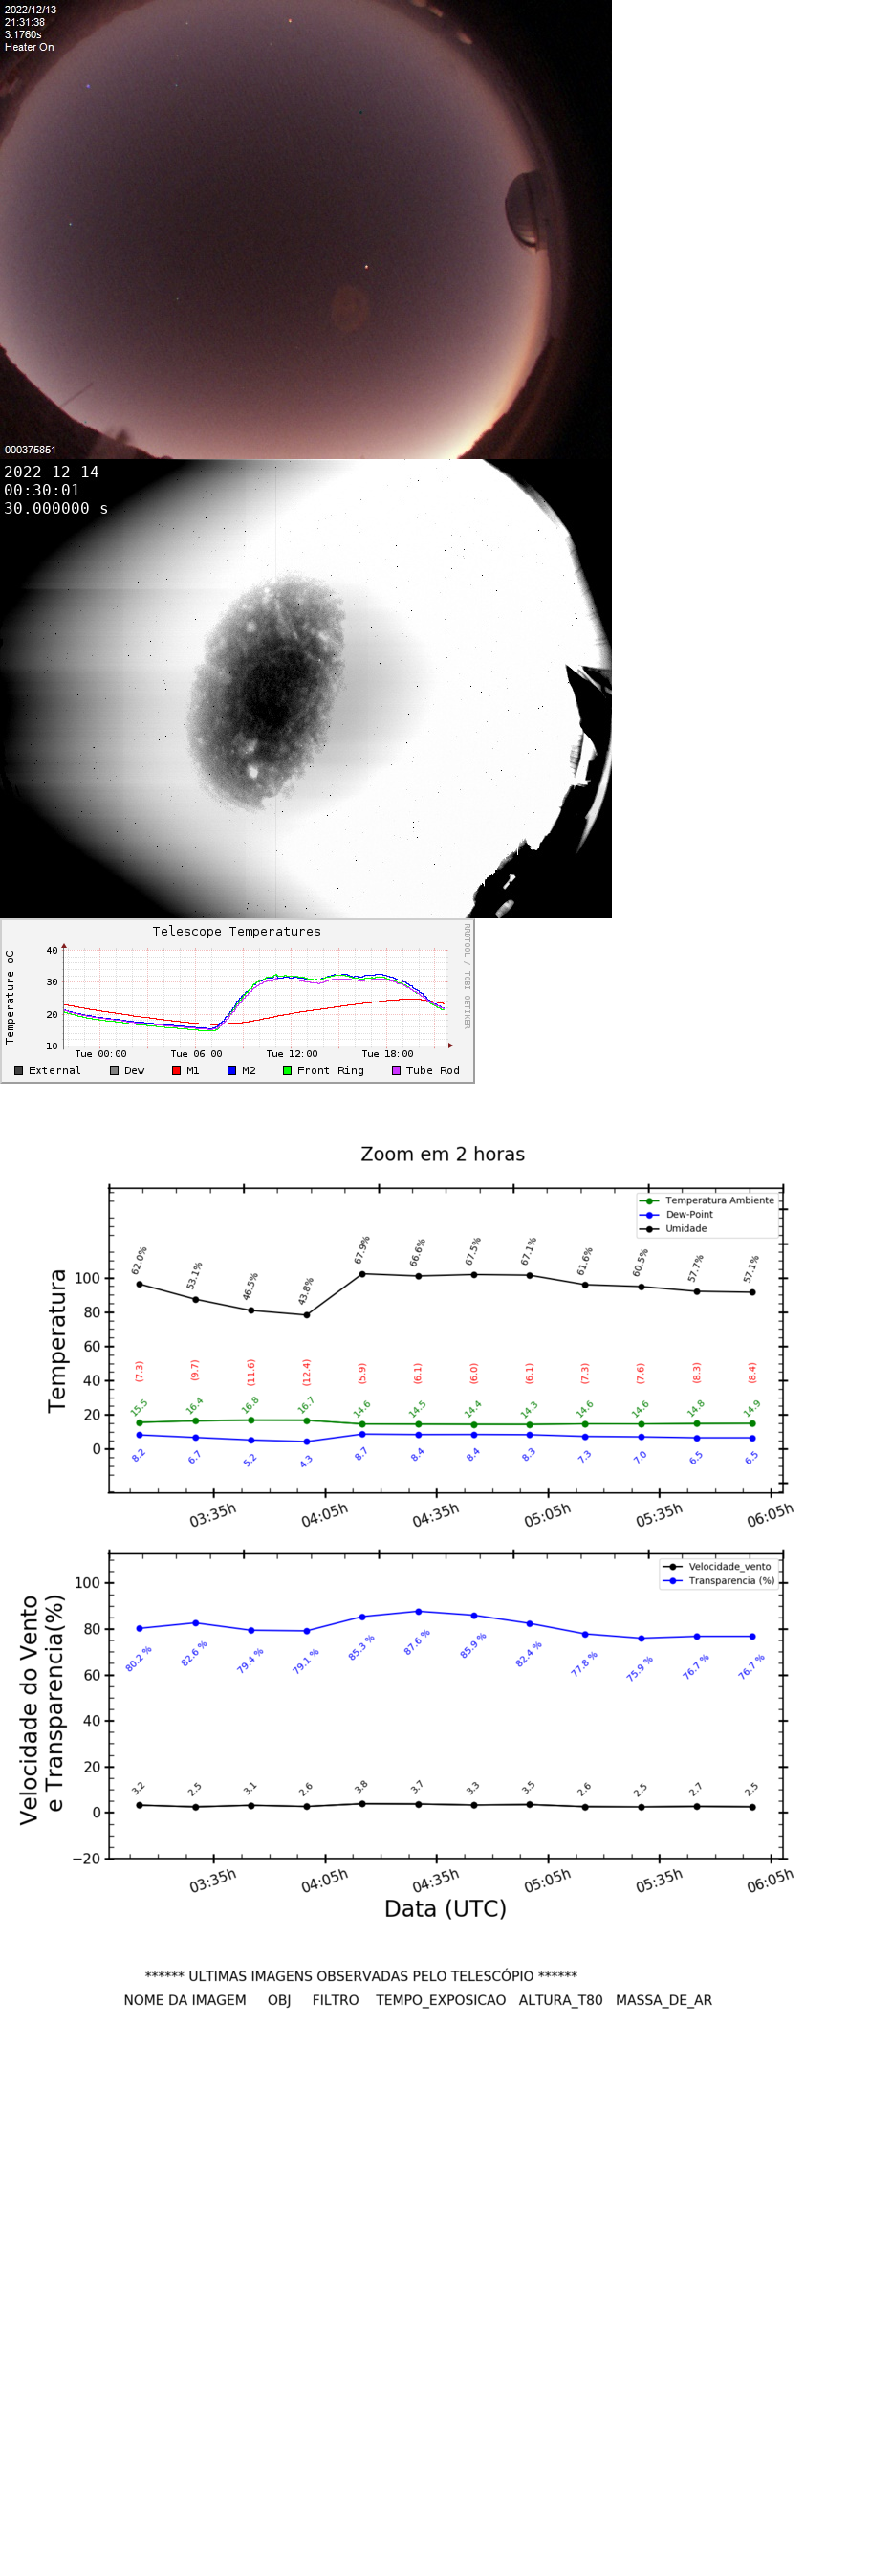 2022/12/13
21:31:38
3.1760s
Heater On
000375851
2022-12-14
00:30:01
30.000000 s
Telescope Temperatures
RRDTOOL / TOBI OETIKER
Temperature oC
40
30
20
10
Tue 00:00 Tue 06:00 Tue 12:00 Tue 18:00
External Dew M1 M2 Front Ring Tube Rod
Zoom em 2 horas
Temperatura
Temperatura Ambiente
Dew-Point
Umidade
100
80
60
40
20
0
62.0% 53.1% 46.5% 43.8% 67.9% 66.6% 67.5% 67.1% 61.6% 60.5% 57.7% 57.1%
(7.3) (9.7) (11.6) (12.4) (5.9) (6.1) (6.0) (6.1) (7.3) (7.6) (8.3) (8.4)
15.5 16.4 16.8 16.7 14.6 14.5 14.4 14.3 14.6 14.6 14.8 14.9
8.2 6.7 5.2 4.3 8.7 8.4 8.4 8.3 7.3 7.0 6.5 6.5
03:35h 04:05h 04:35h 05:05h 05:35h 06:05h
Velocidade do Vento
e Transparencia(%)
Velocidade_vento
Transparencia (%)
100
80
60
40
20
0
−20
80.2 % 82.6 % 79.4 % 79.1 % 85.3 % 87.6 % 85.9 % 82.4 % 77.8 % 75.9 % 76.7 % 76.7 %
3.2 2.5 3.1 2.6 3.8 3.7 3.3 3.5 2.6 2.5 2.7 2.5
03:35h 04:05h 04:35h 05:05h 05:35h 06:05h
Data (UTC)
****** ULTIMAS IMAGENS OBSERVADAS PELO TELESCÓPIO ******
NOME DA IMAGEM OBJ FILTRO TEMPO_EXPOSICAO ALTURA_T80 MASSA_DE_AR